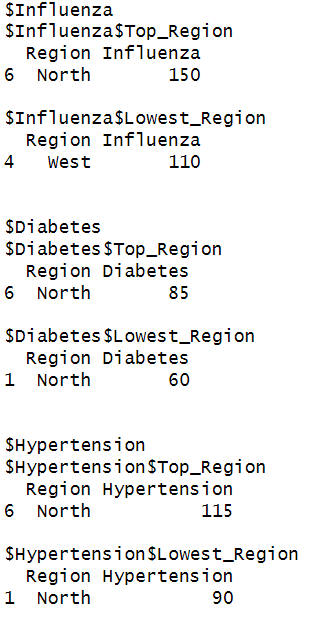 $Influenza
$Influenza$Top_Region
  Region Influenza
6  North       150

$Influenza$Lowest_Region
  Region Influenza
4   West       110


$Diabetes
$Diabetes$Top_Region
  Region Diabetes
6  North       85

$Diabetes$Lowest_Region
  Region Diabetes
1  North       60


$Hypertension
$Hypertension$Top_Region
  Region Hypertension
6  North          115

$Hypertension$Lowest_Region
  Region Hypertension
1  North           90